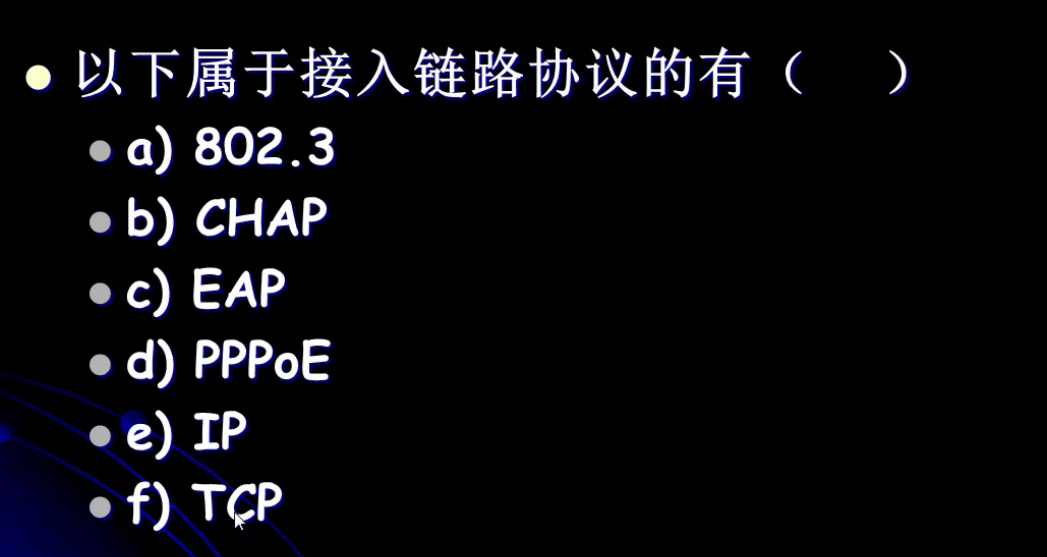 以下属于接入链路协议的有（ ）
a) 802.3
b) CHAP
c) EAP
d) PPPoE
e) IP
f) TCP